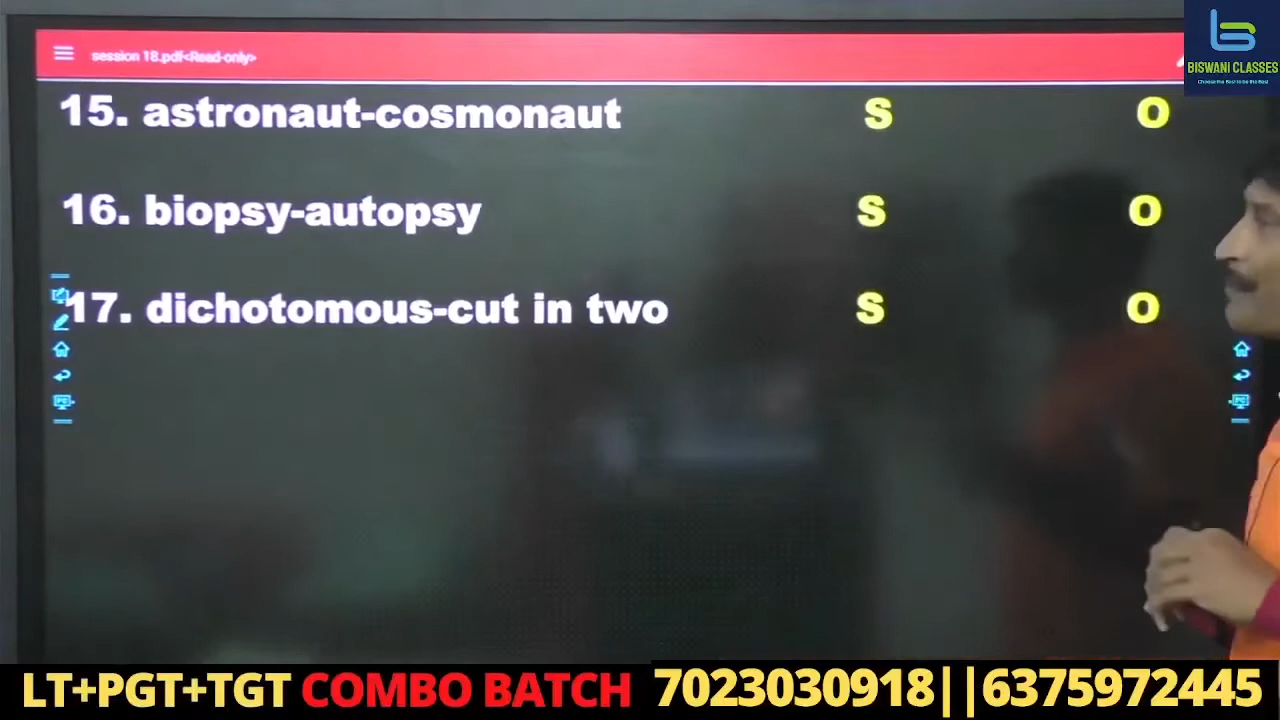 session 18.pdf<Read-only>
BISWANI CLASSES
15. astronaut-cosmonaut S O
16. biopsy-autopsy S O
17. dichotomous-cut in two S O
LT+PGT+TGT COMBO BATCH 7023030918||6375972445